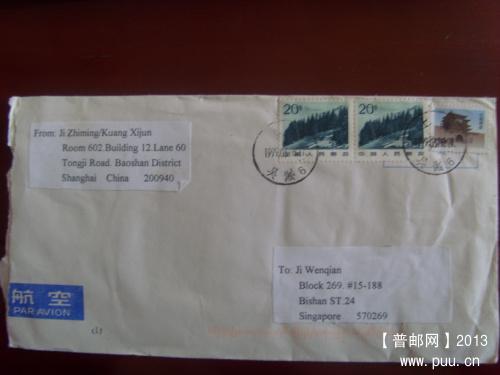 From: Ji Zhiming/Kuang Xijun
Room 602.Building 12.Lane 60
Tongji Road. Baoshan District
Shanghai China 200940
20分
中国人民邮政
20分
中国人民邮政
To: Ji Wenqian
Block 269. #15-188
Bishan ST.24
Singapore 570269
航空
PAR AVION
(1)
【普邮网】2013
www.puu.cn